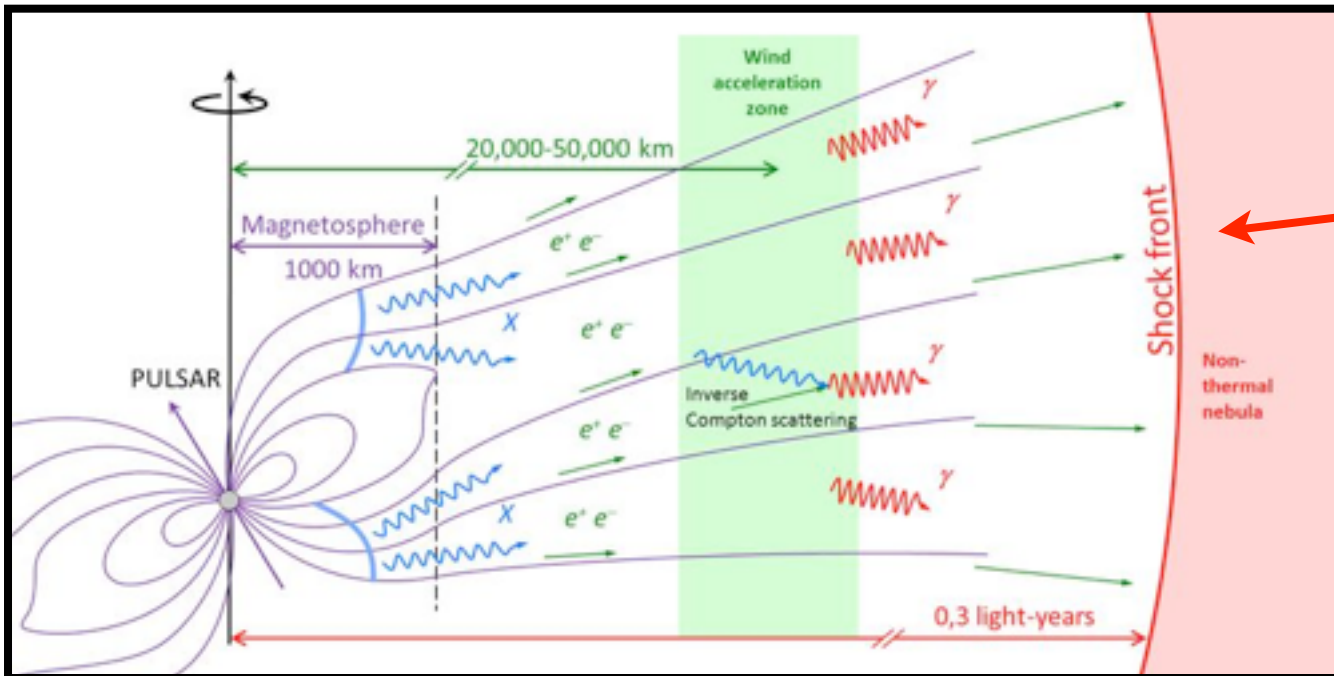 Wind
acceleration
zone
γ
20,000-50,000 km
Magnetosphere
1000 km
e⁺ e⁻
γ
X
e⁺ e⁻
Shock front
PULSAR
γ
Inverse
Compton scattering
Non-
thermal
nebula
e⁺ e⁻
γ
X
e⁺ e⁻
0,3 light-years